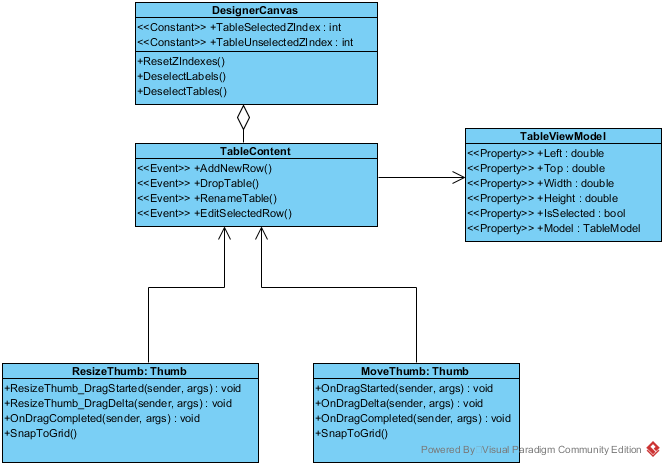 DesignerCanvas
<<Constant>> +TableSelectedZIndex : int
<<Constant>> +TableUnselectedZIndex : int
+ResetZIndexes()
+DeselectLabels()
+DeselectTables()
TableContent
<<Event>> +AddNewRow()
<<Event>> +DropTable()
<<Event>> +RenameTable()
<<Event>> +EditSelectedRow()
TableViewModel
<<Property>> +Left : double
<<Property>> +Top : double
<<Property>> +Width : double
<<Property>> +Height : double
<<Property>> +IsSelected : bool
<<Property>> +Model : TableModel
ResizeThumb: Thumb
+ResizeThumb_DragStarted(sender, args) : void
+ResizeThumb_DragDelta(sender, args) : void
+OnDragCompleted(sender, args) : void
+SnapToGrid()
MoveThumb: Thumb
+OnDragStarted(sender, args) : void
+OnDragDelta(sender, args) : void
+OnDragCompleted(sender, args) : void
+SnapToGrid()
Powered By Visual Paradigm Community Edition